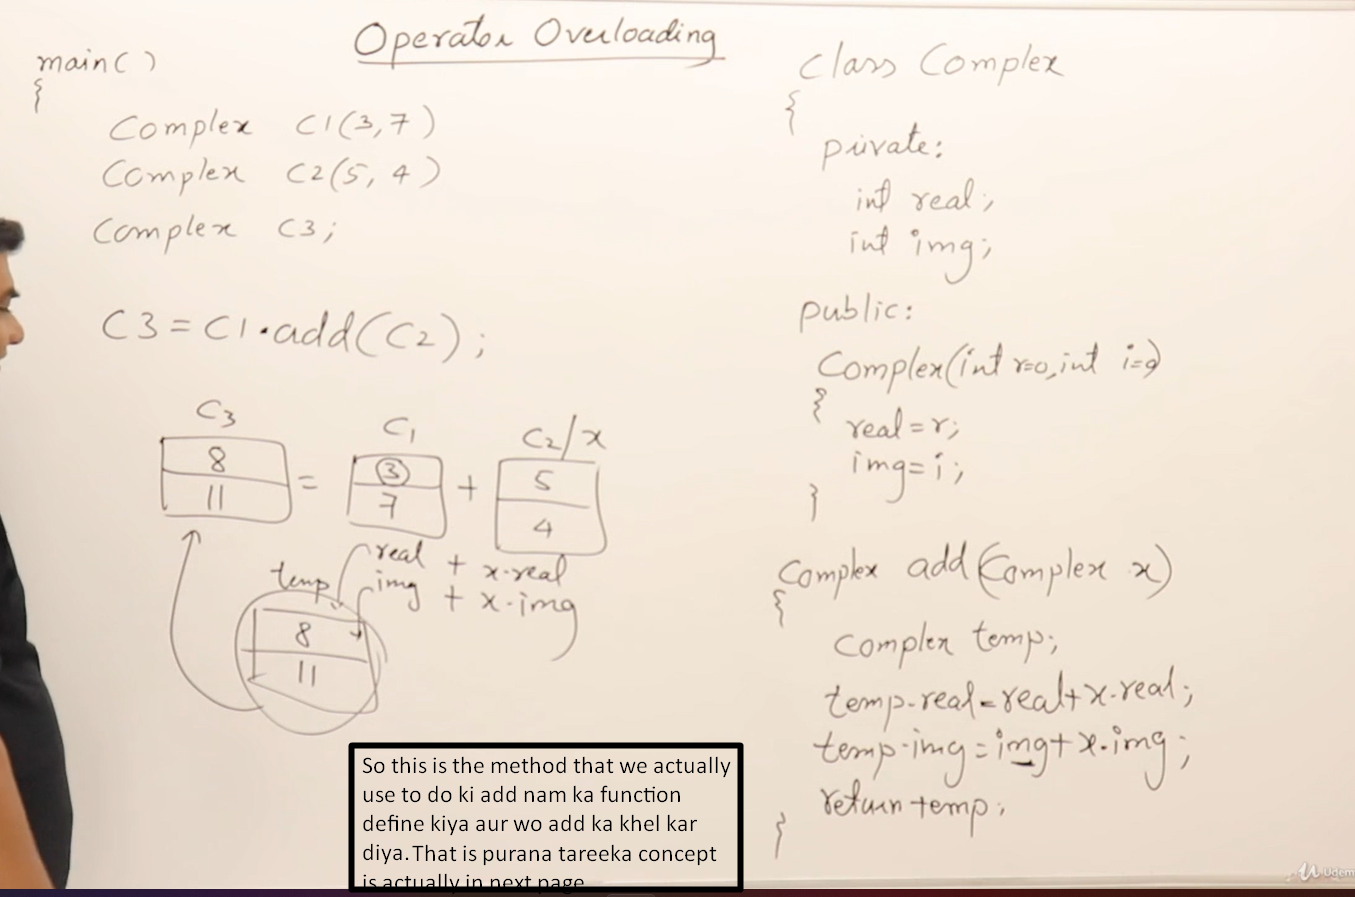 Operator Overloading
main()
{
Complex C1(3,7)
Complex C2(5, 4)
Complex C3;
C3 = C1.add(C2);
C3
8
11
=
C1
3
7
+
C2/x
5
4
real + x.real
img + x.img
temp
8
11
So this is the method that we actually
use to do ki add nam ka function
define kiya aur wo add ka khel kar
diya. That is purana tareeka concept
is actually in next page
class Complex
{
private:
int real;
int img;
public:
Complex(int r=0, int i=0)
{
real=r;
img=i;
}
Complex add(Complex x)
{
Complex temp;
temp.real=real+x.real;
temp.img=img+x.img;
return temp;
}
Udem